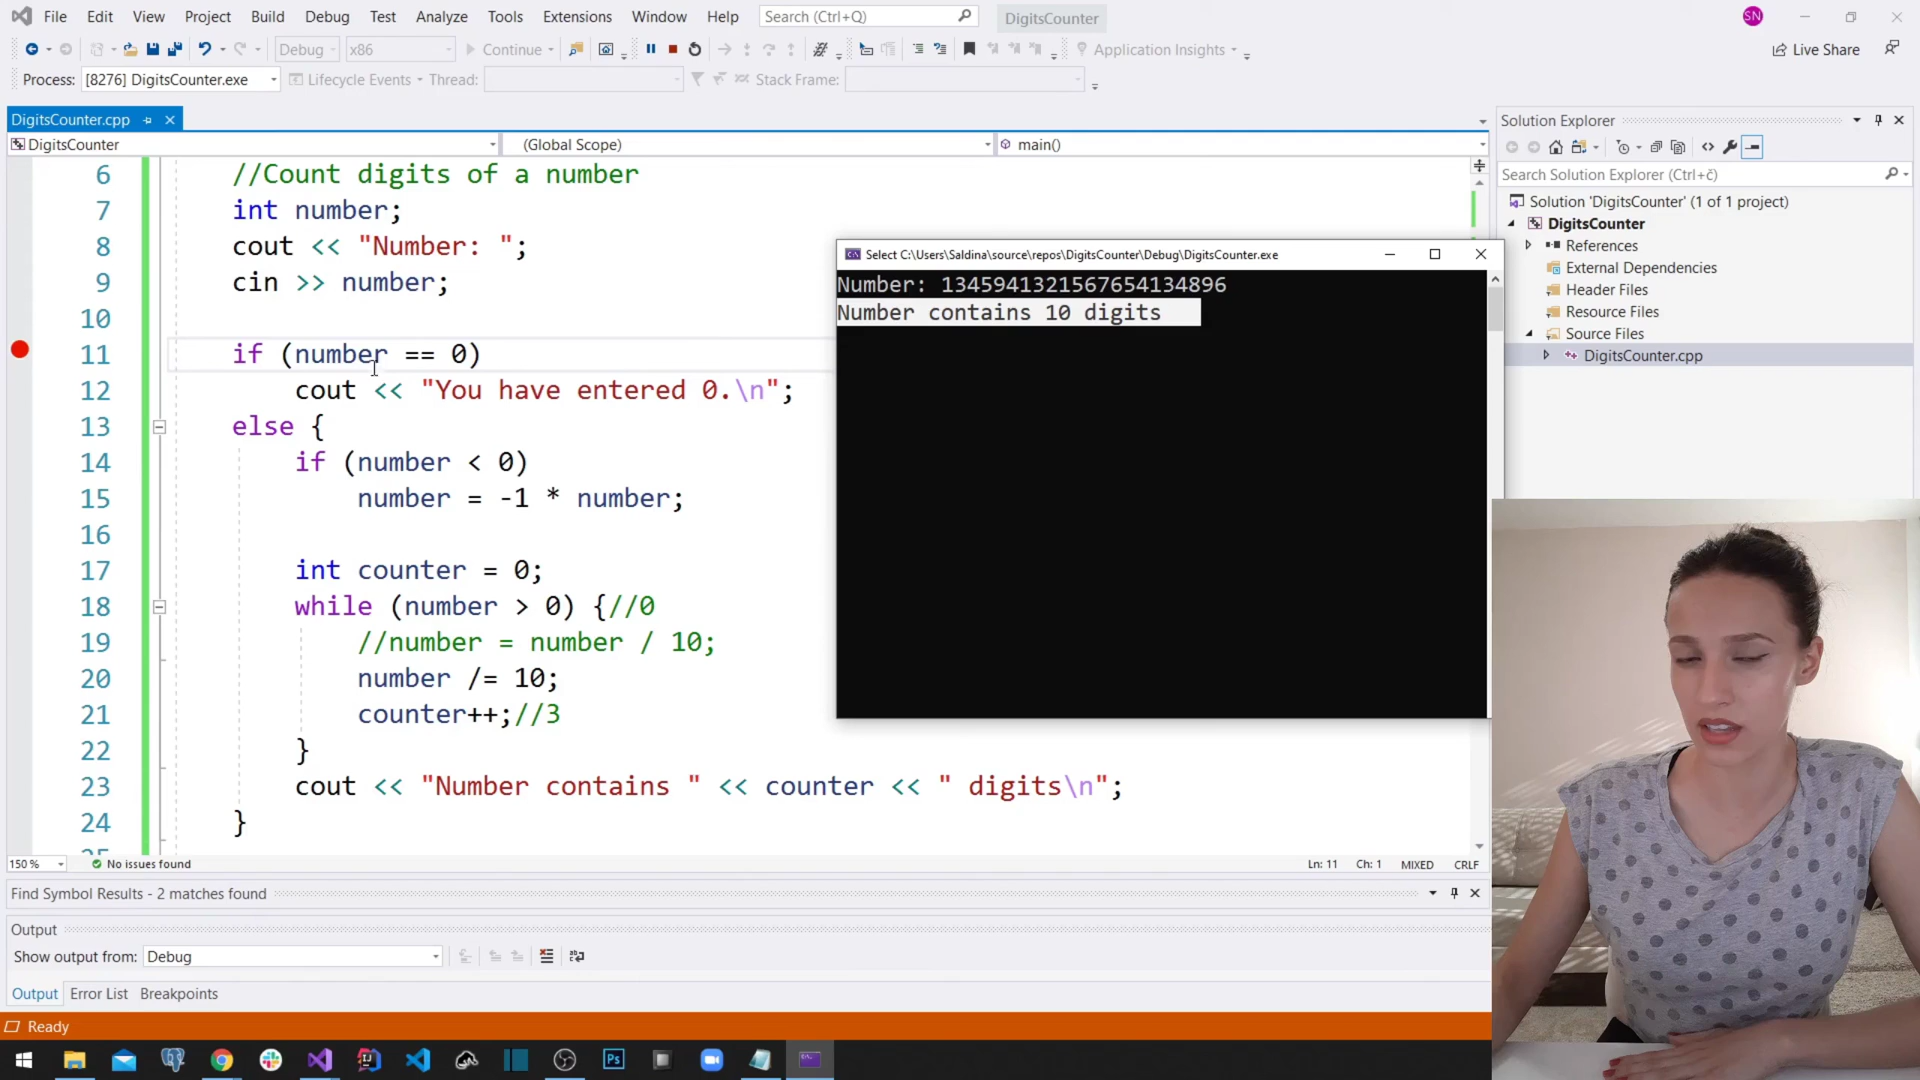 File Edit View Project Build Debug Test Analyze Tools Extensions Window Help Search (Ctrl+Q) DigitsCounter SN
Debug x86 Continue Application Insights Live Share
Process: [8276] DigitsCounter.exe Lifecycle Events Thread: Stack Frame:
DigitsCounter.cpp
DigitsCounter (Global Scope) main()
6 //Count digits of a number
7 int number;
8 cout << "Number: ";
9 cin >> number;
10
11 if (number == 0)
12 cout << "You have entered 0.\n";
13 else {
14 if (number < 0)
15 number = -1 * number;
16
17 int counter = 0;
18 while (number > 0) {//0
19 //number = number / 10;
20 number /= 10;
21 counter++;//3
22 }
23 cout << "Number contains " << counter << " digits\n";
24 }
Select C:\Users\Saldina\source\repos\DigitsCounter\Debug\DigitsCounter.exe
Number: 1345941321567654134896
Number contains 10 digits
Solution Explorer
Search Solution Explorer (Ctrl+č)
Solution 'DigitsCounter' (1 of 1 project)
DigitsCounter
References
External Dependencies
Header Files
Resource Files
Source Files
DigitsCounter.cpp
150 % No issues found Ln: 11 Ch: 1 MIXED CRLF
Find Symbol Results - 2 matches found
Output
Show output from: Debug
Output Error List Breakpoints
Ready
Ps